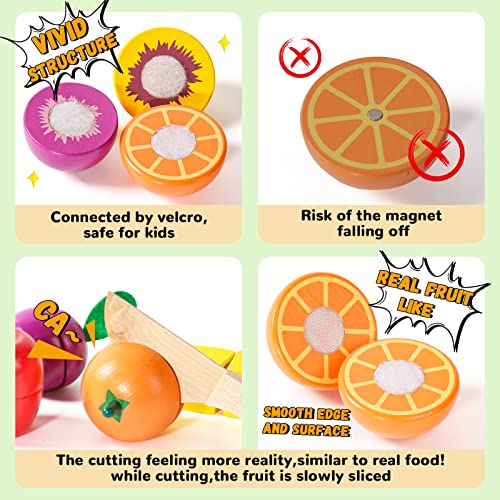 VIVID
STRUCTURE
Connected by velcro,
safe for kids
Risk of the magnet
falling off
CA~
REAL FRUIT
LIKE
SMOOTH EDGE
AND SURFACE
The cutting feeling more reality,similar to real food!
while cutting,the fruit is slowly sliced